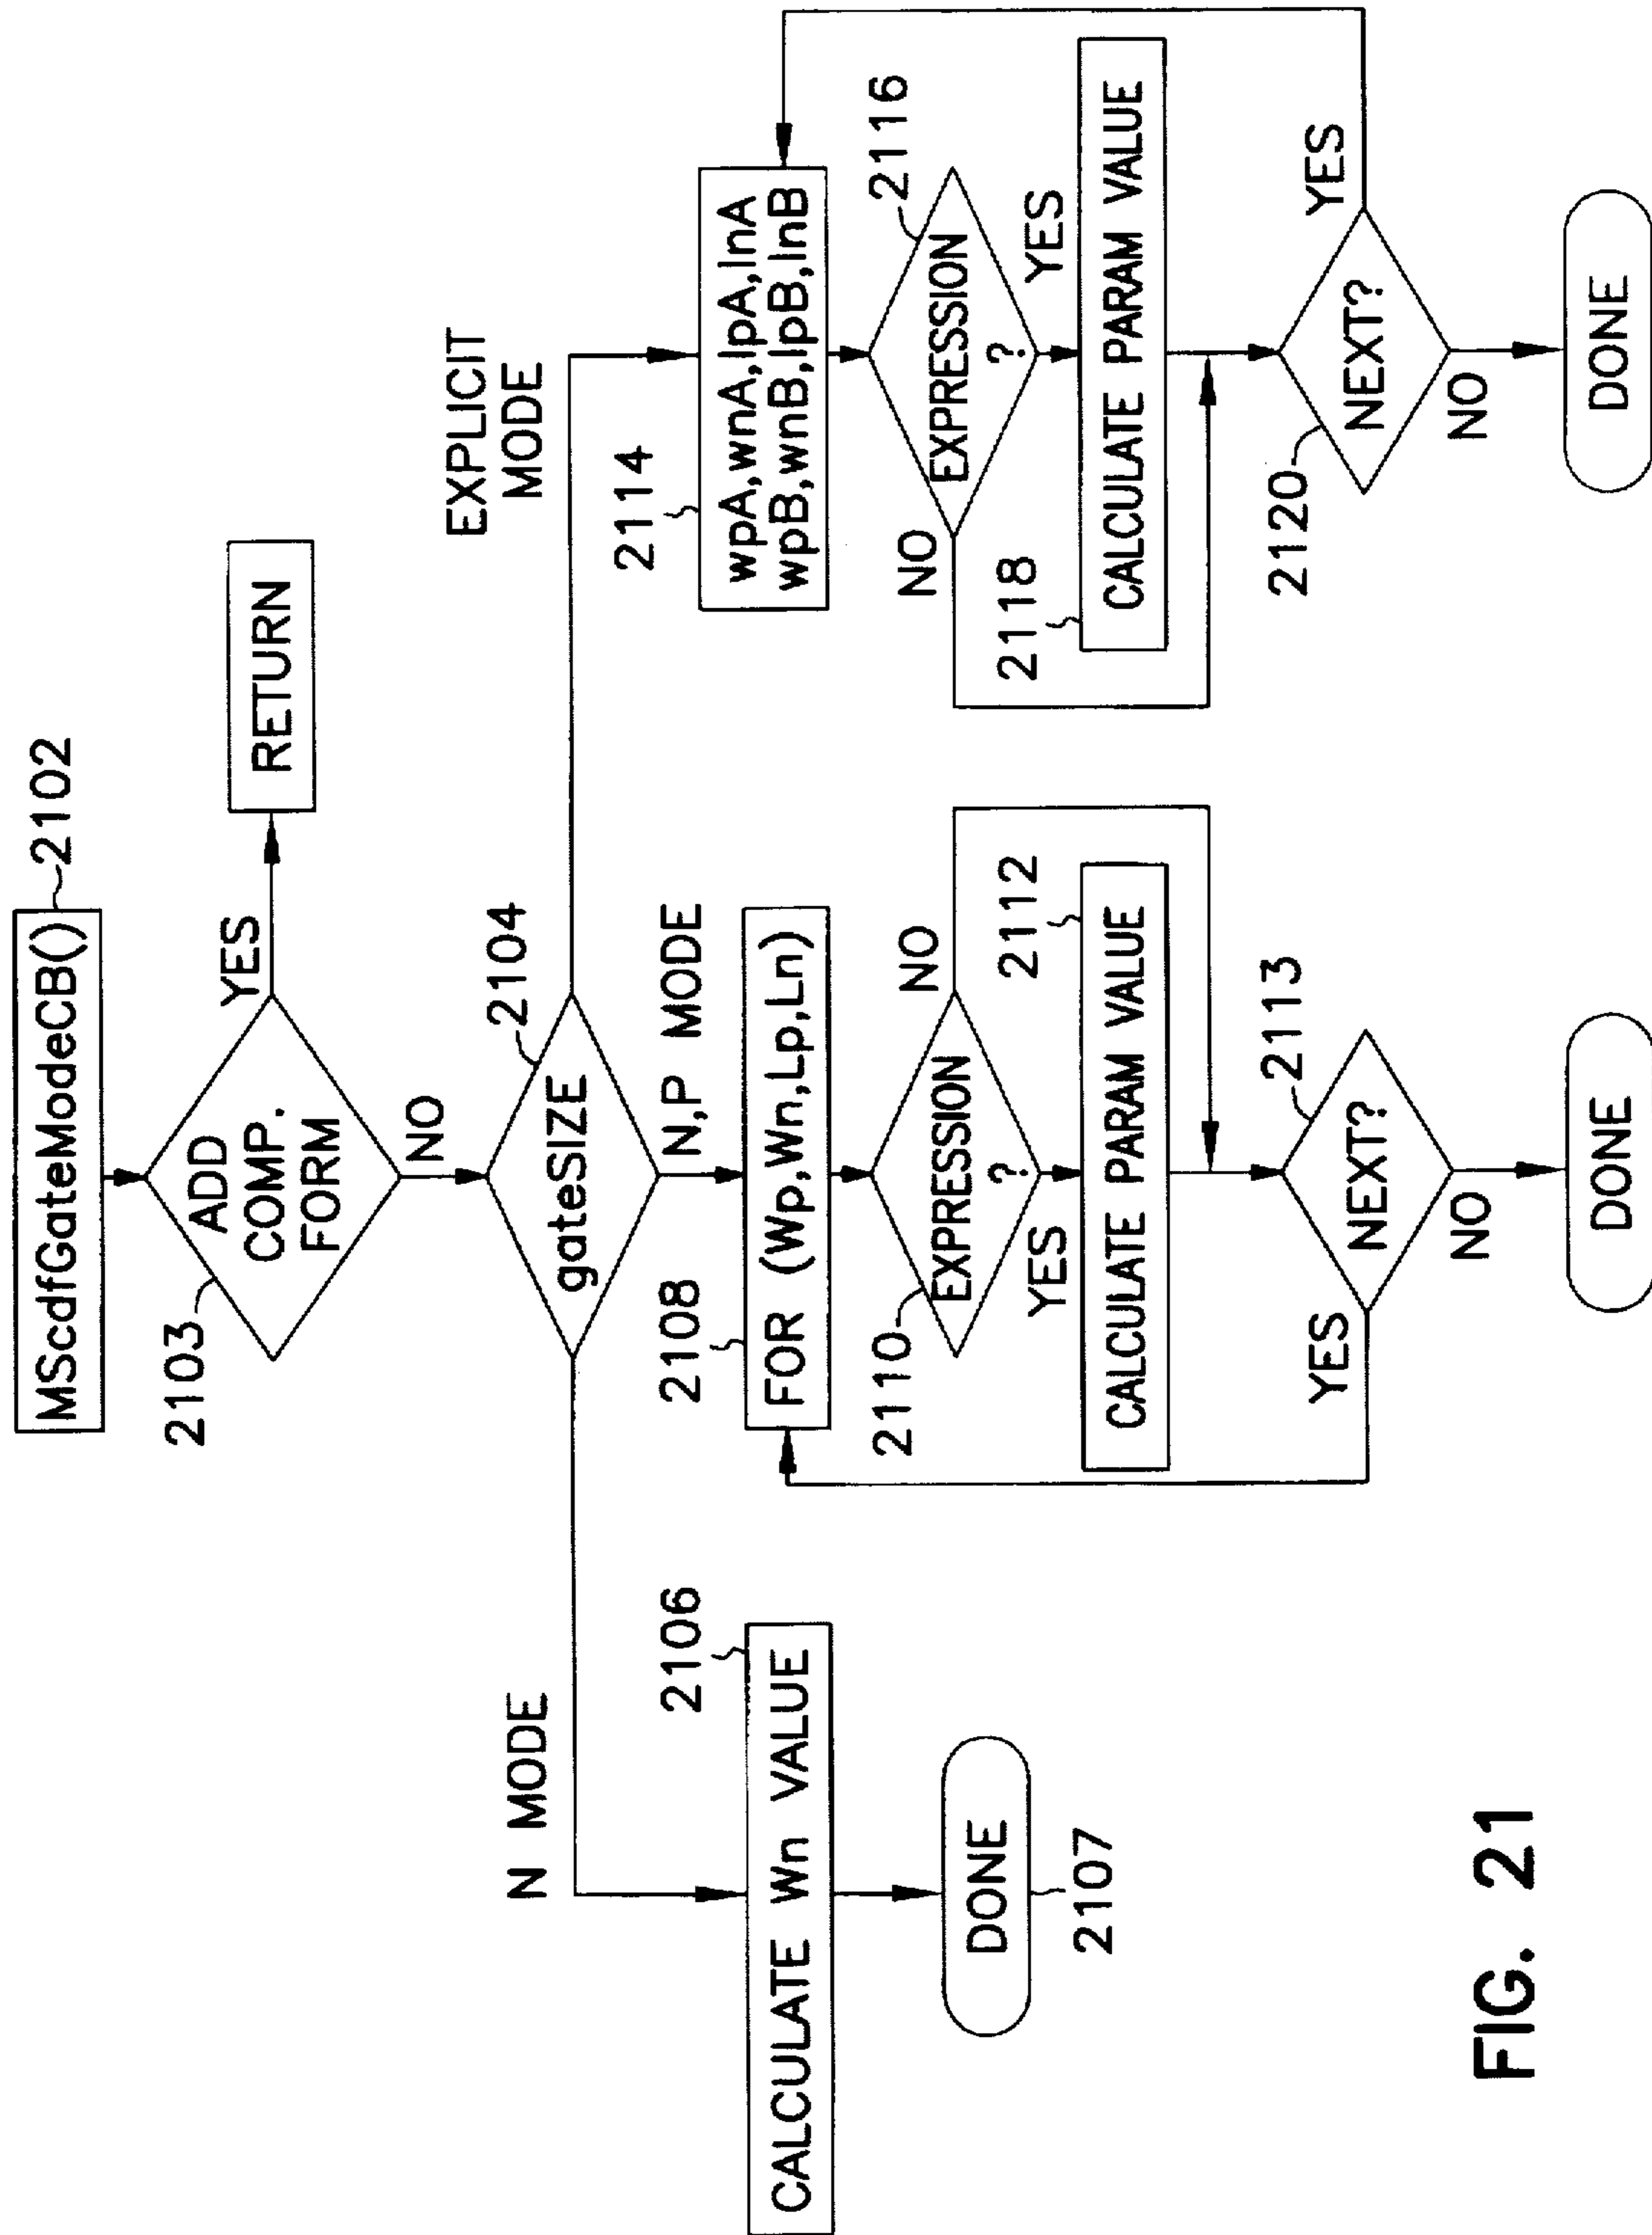 MScdfGateModeCB()
2102
2103
ADD
COMP.
FORM
YES
RETURN
NO
2104
gateSIZE
N MODE
2106
CALCULATE Wn VALUE
DONE
2107
N,P MODE
2108
FOR (Wp,Wn,Lp,Ln)
2110
EXPRESSION
?
NO
YES
2112
CALCULATE PARAM VALUE
2113
NEXT?
YES
NO
DONE
EXPLICIT
MODE
2114
wpA,wnA,lpA,lnA
wpB,wnB,lpB,lnB
2116
EXPRESSION
?
NO
YES
2118
CALCULATE PARAM VALUE
2120
NEXT?
YES
NO
DONE
FIG. 21